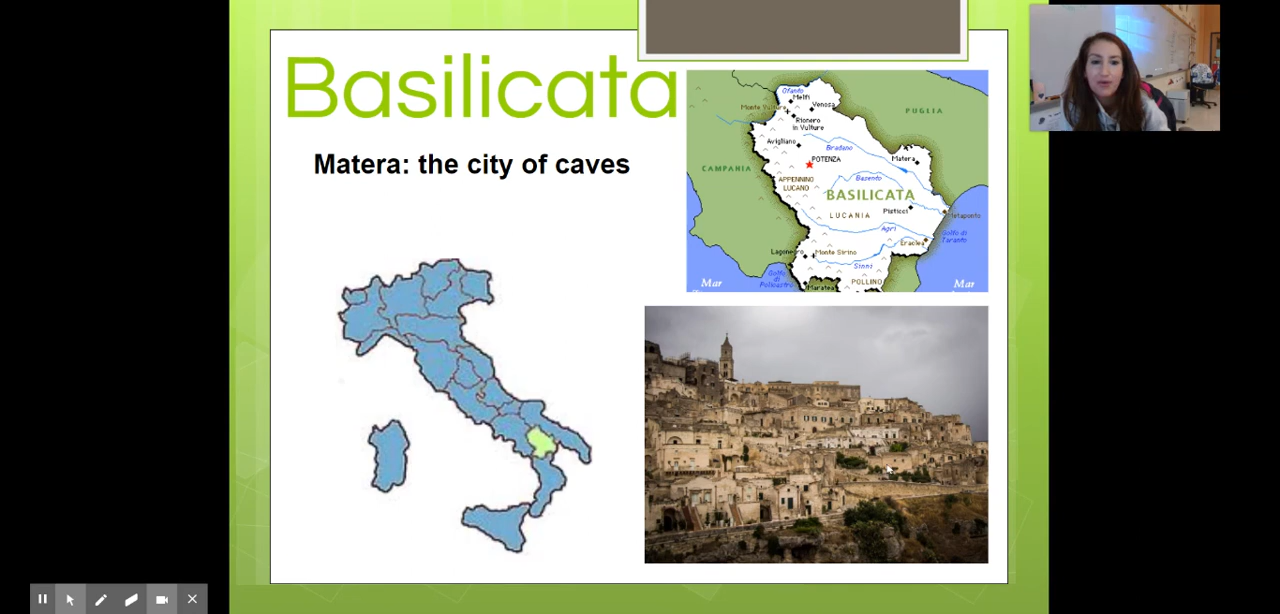 Basilicata
Matera: the city of caves
Ofanto
Melfi
Monte Vulture
Venosa
Rionero
in Vulture
PUGLIA
Avigliano
Bradano
POTENZA
Matera
CAMPANIA
APPENNINO
LUCANO
Basento
BASILICATA
LUCANIA
Pisticci
Metaponto
Agri
Golfo di
Taranto
Eraclea
Lagonegro
Monte Sirino
Sinni
Golfo
di
Policastro
Maratea
POLLINO
Mar
Mar